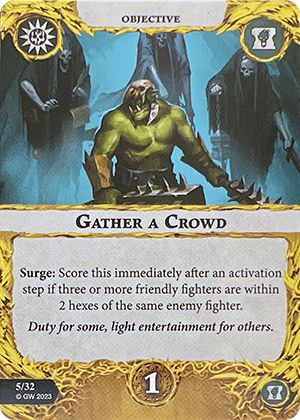 OBJECTIVE
GATHER A CROWD
Surge: Score this immediately after an activation
step if three or more friendly fighters are within
2 hexes of the same enemy fighter.
Duty for some, light entertainment for others.
5/32
© GW 2023
1